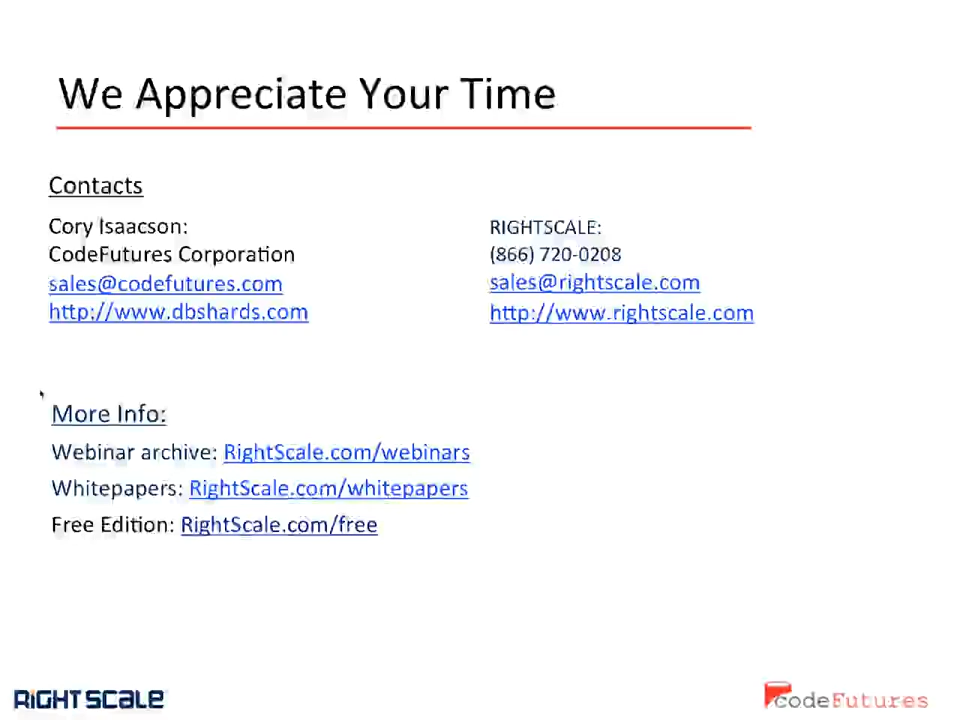 We Appreciate Your Time
Contacts
Cory Isaacson:
CodeFutures Corporation
sales@codefutures.com
http://www.dbshards.com
RIGHTSCALE:
(866) 720-0208
sales@rightscale.com
http://www.rightscale.com
More Info:
Webinar archive: RightScale.com/webinars
Whitepapers: RightScale.com/whitepapers
Free Edition: RightScale.com/free
RIGHTSCALE
codeFutures